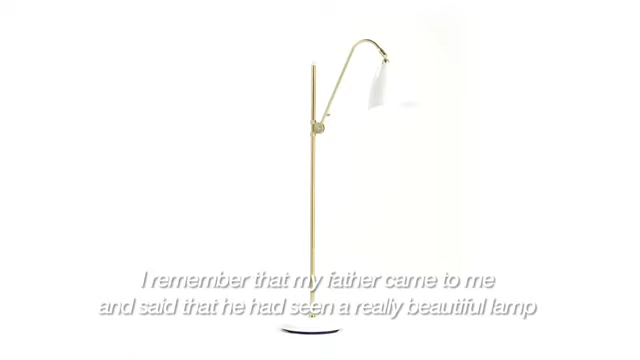 I remember that my father came to me
and said that he had seen a really beautiful lamp